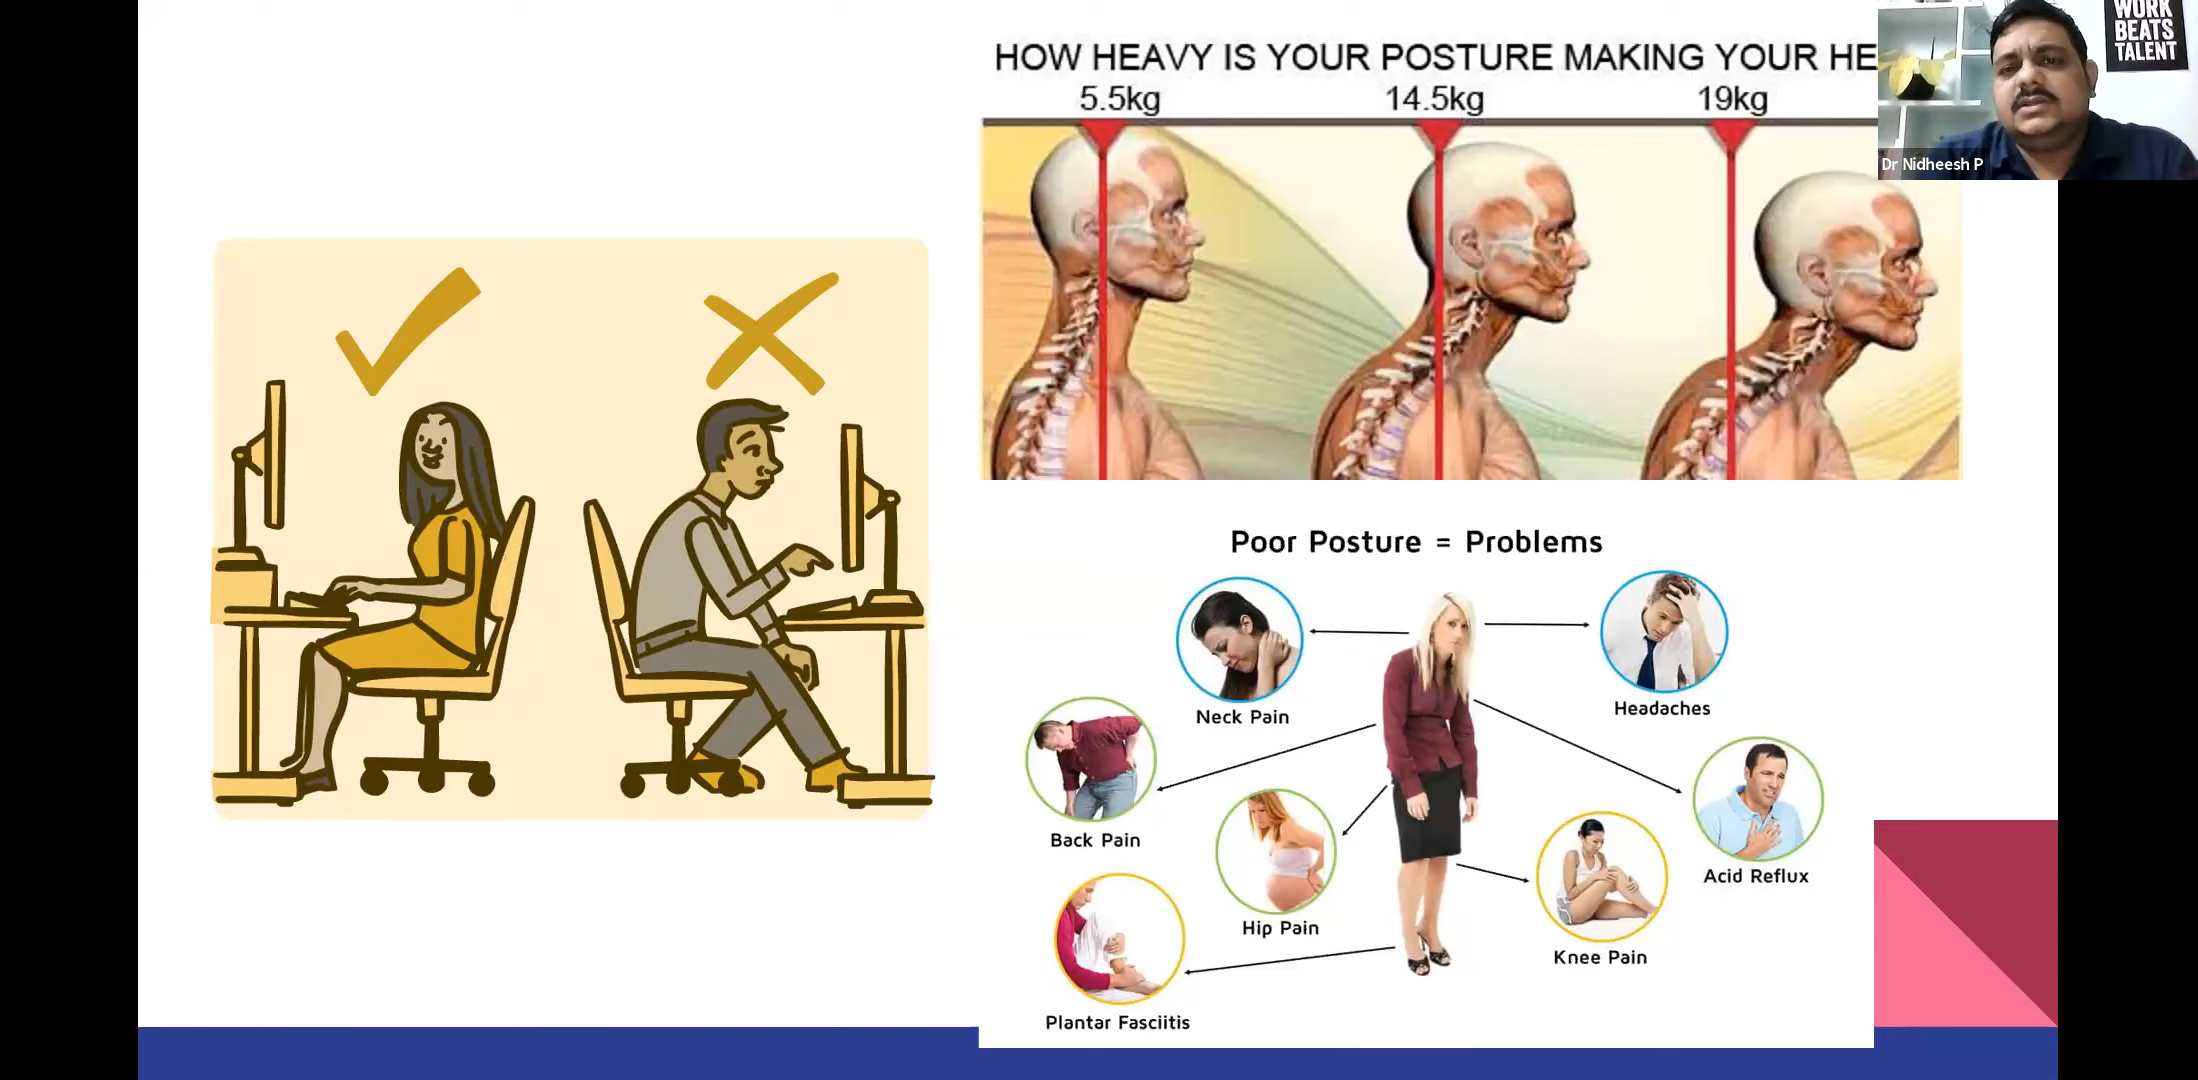 HOW HEAVY IS YOUR POSTURE MAKING YOUR HE
5.5kg 14.5kg 19kg
WORK
BEATS
TALENT
Dr Nidheesh P
Poor Posture = Problems
Neck Pain
Headaches
Back Pain
Acid Reflux
Hip Pain
Knee Pain
Plantar Fasciitis